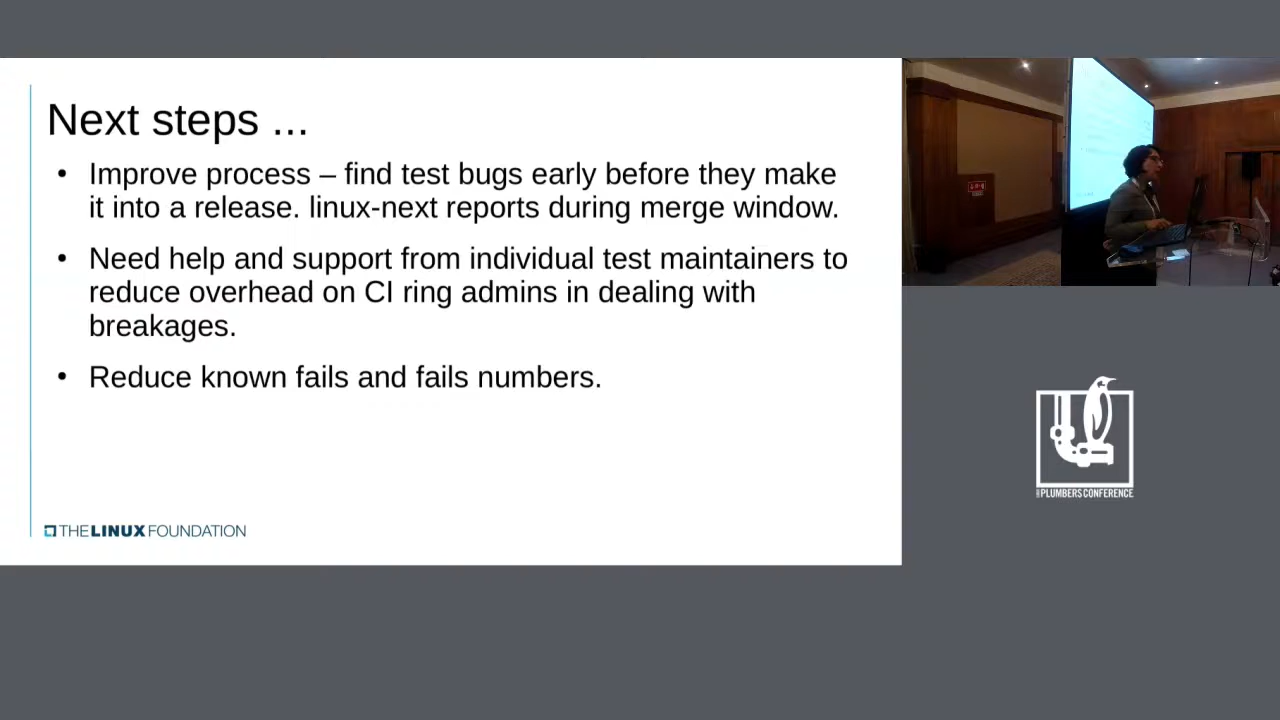 Next steps ...
• Improve process – find test bugs early before they make
it into a release. linux-next reports during merge window.
• Need help and support from individual test maintainers to
reduce overhead on CI ring admins in dealing with
breakages.
• Reduce known fails and fails numbers.
THE LINUX FOUNDATION
PLUMBERS CONFERENCE